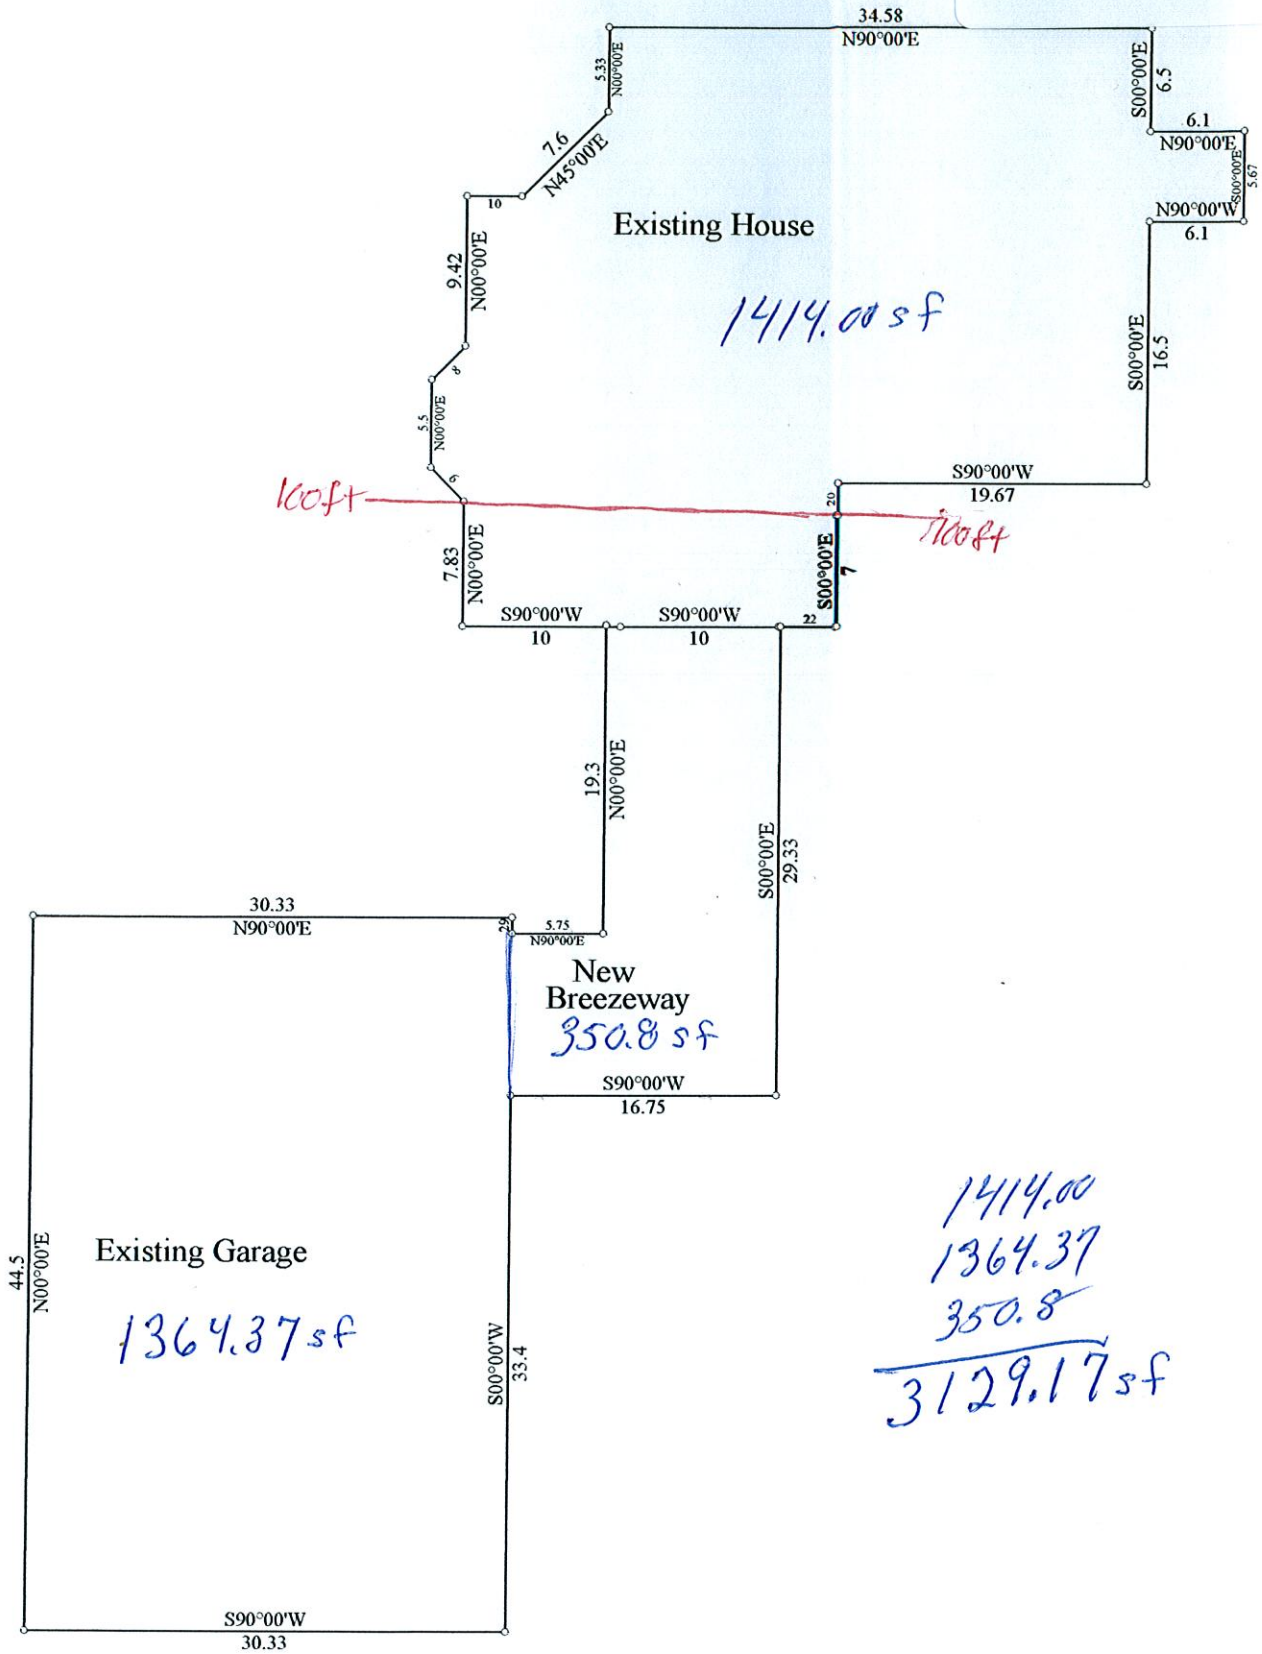 34.58
N90°00'E
5.33
N00°00'E
S00°00'E
6.5
7.6
N45°00'E
6.1
N90°00'E
S00°00'E
5.67
N90°00'W
6.1
10
Existing House
1414.00 sf
9.42
N00°00'E
8
5.5
N00°00'E
6
S00°00'E
16.5
S90°00'W
19.67
100ft
20
100ft
7.83
N00°00'E
S00°00'E
7
S90°00'W
10
S90°00'W
10
22
19.3
N00°00'E
S00°00'E
29.33
30.33
N90°00'E
29
5.75
N90°00'E
New
Breezeway
350.8 sf
S90°00'W
16.75
44.5
N00°00'E
Existing Garage
1364.37 sf
S00°00'W
33.4
1414.00
1364.37
350.8
3129.17 sf
S90°00'W
30.33